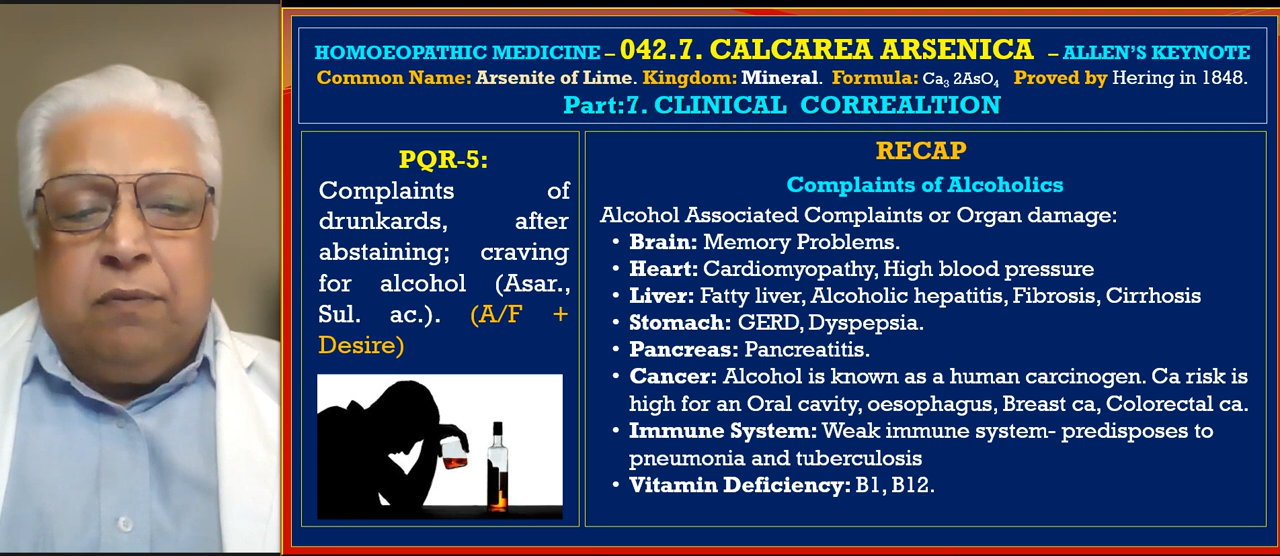 HOMOEOPATHIC MEDICINE – 042.7. CALCAREA ARSENICA – ALLEN'S KEYNOTE
Common Name: Arsenite of Lime. Kingdom: Mineral. Formula: Ca3 2AsO4 Proved by Hering in 1848.
Part:7. CLINICAL CORREALTION
PQR-5:
Complaints of
drunkards, after
abstaining; craving
for alcohol (Asar.,
Sul. ac.). (A/F +
Desire)
RECAP
Complaints of Alcoholics
Alcohol Associated Complaints or Organ damage:
• Brain: Memory Problems.
• Heart: Cardiomyopathy, High blood pressure
• Liver: Fatty liver, Alcoholic hepatitis, Fibrosis, Cirrhosis
• Stomach: GERD, Dyspepsia.
• Pancreas: Pancreatitis.
• Cancer: Alcohol is known as a human carcinogen. Ca risk is
high for an Oral cavity, oesophagus, Breast ca, Colorectal ca.
• Immune System: Weak immune system- predisposes to
pneumonia and tuberculosis
• Vitamin Deficiency: B1, B12.